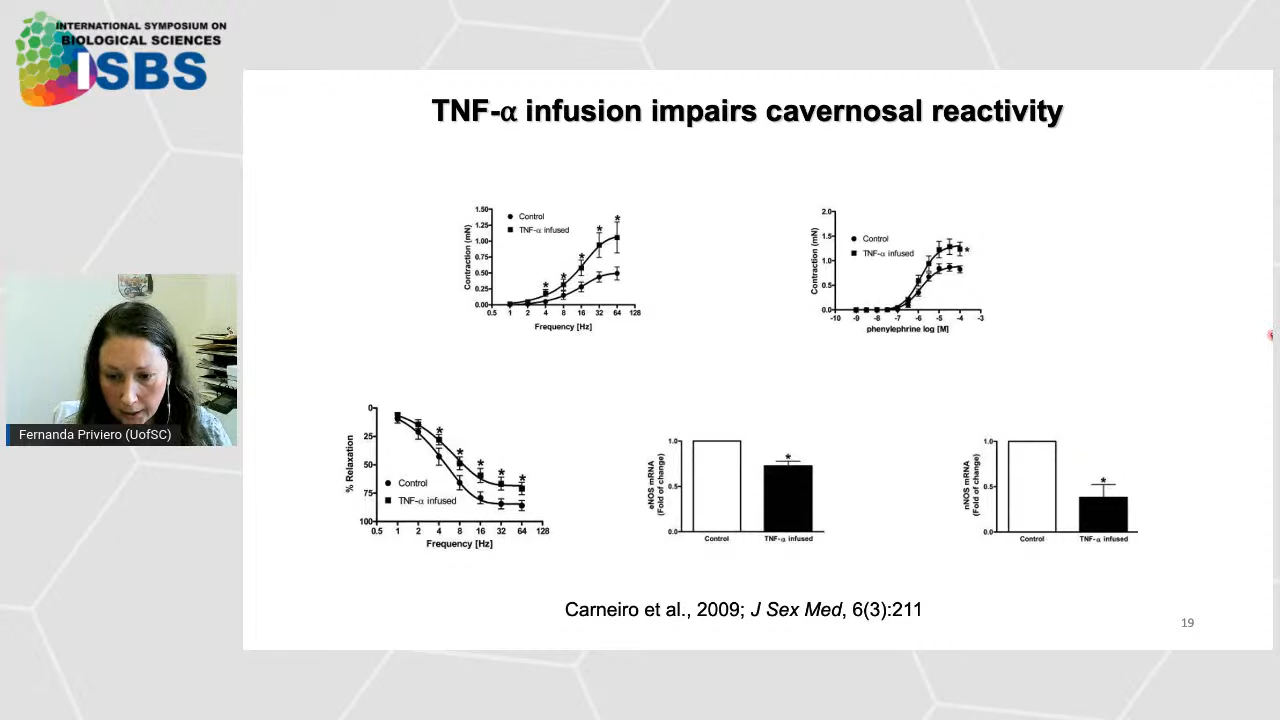 INTERNATIONAL SYMPOSIUM ON
BIOLOGICAL SCIENCES
ISBS
TNF-α infusion impairs cavernosal reactivity
1.50
1.25
1.00
0.75
0.50
0.25
0.00
Contraction (mN)
Control
TNF-α infused
* * * * *
0.5 1 2 4 8 16 32 64 128
Frequency [Hz]
2.0
1.5
1.0
0.5
0.0
Contraction (mN)
Control
TNF-α infused
*
-10 -9 -8 -7 -6 -5 -4 -3
phenylephrine log [M]
0
25
50
75
100
% Relaxation
Control
TNF-α infused
* * * * *
0.5 1 2 4 8 16 32 64 128
Frequency [Hz]
1.0
0.5
0.0
eNOS mRNA
(Fold of change)
*
Control TNF-α infused
1.0
0.5
0.0
nNOS mRNA
(Fold of change)
*
Control TNF-α infused
Carneiro et al., 2009; J Sex Med, 6(3):211
19
Fernanda Priviero (UofSC)